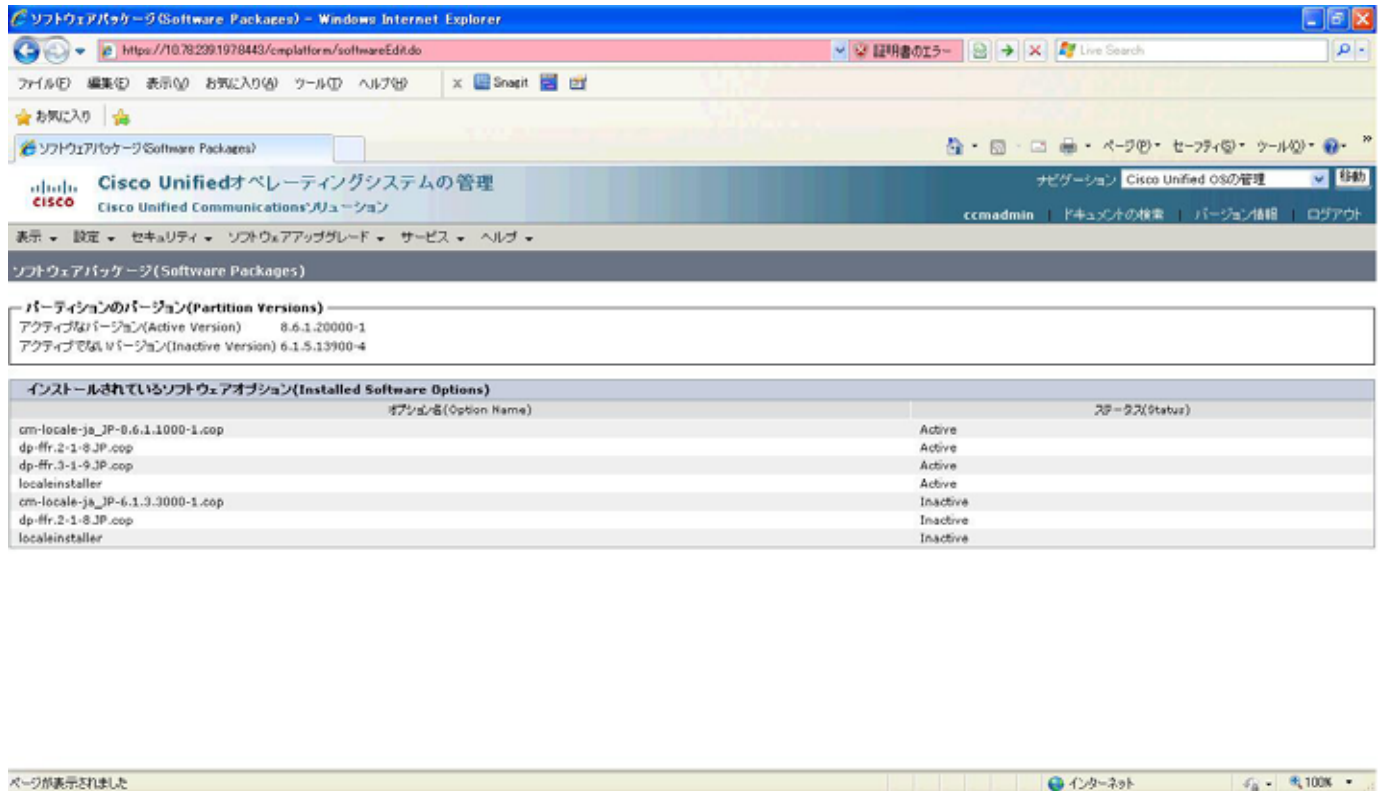 ソフトウェアパッケージ(Software Packages) - Windows Internet Explorer
https://10.78.239.197:8443/cmplatform/softwareEdit.do 証明書のエラー Live Search
ファイル(F) 編集(E) 表示(V) お気に入り(A) ツール(T) ヘルプ(H) x Snagit
お気に入り
ソフトウェアパッケージ(Software Packages) ページ(P) セーフティ(S) ツール(O) »
cisco Cisco Unifiedオペレーティングシステムの管理 ナビゲーション Cisco Unified OSの管理 移動
Cisco Unified Communicationsソリューション ccmadmin | ドキュメントの検索 | バージョン情報 | ログアウト
表示 設定 セキュリティ ソフトウェアアップグレード サービス ヘルプ
ソフトウェアパッケージ(Software Packages)
パーティションのバージョン(Partition Versions)
アクティブなバージョン(Active Version) 8.6.1.20000-1
アクティブでないバージョン(Inactive Version) 6.1.5.13900-4
インストールされているソフトウェアオプション(Installed Software Options)
オプション名(Option Name) ステータス(Status)
cm-locale-ja_JP-8.6.1.1000-1.cop Active
dp-ffr.2-1-8.JP.cop Active
dp-ffr.3-1-9.JP.cop Active
localeinstaller Active
cm-locale-ja_JP-6.1.3.3000-1.cop Inactive
dp-ffr.2-1-8.JP.cop Inactive
localeinstaller Inactive
ページが表示されました インターネット 100%